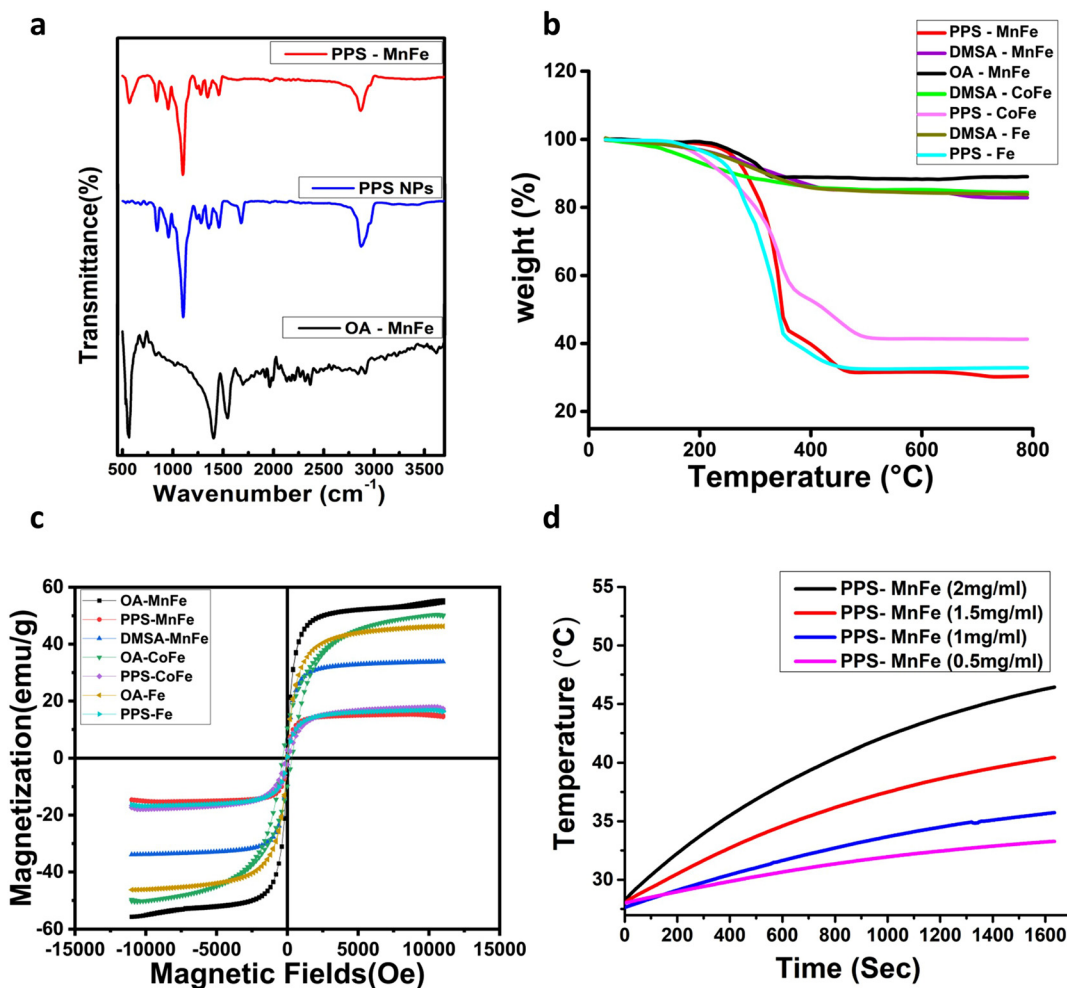 a
PPS - MnFe
PPS NPs
OA - MnFe
Transmittance(%)
500 1000 1500 2000 2500 3000 3500
Wavenumber (cm⁻¹)
b
PPS - MnFe
DMSA - MnFe
OA - MnFe
DMSA - CoFe
PPS - CoFe
DMSA - Fe
PPS - Fe
120
100
80
60
40
20
weight (%)
0 200 400 600 800
Temperature (°C)
c
OA-MnFe
PPS-MnFe
DMSA-MnFe
OA-CoFe
PPS-CoFe
OA-Fe
PPS-Fe
60
40
20
0
-20
-40
-60
Magnetization(emu/g)
-15000 -10000 -5000 0 5000 10000 15000
Magnetic Fields(Oe)
d
PPS- MnFe (2mg/ml)
PPS- MnFe (1.5mg/ml)
PPS- MnFe (1mg/ml)
PPS- MnFe (0.5mg/ml)
55
50
45
40
35
30
Temperature (°C)
0 200 400 600 800 1000 1200 1400 1600
Time (Sec)